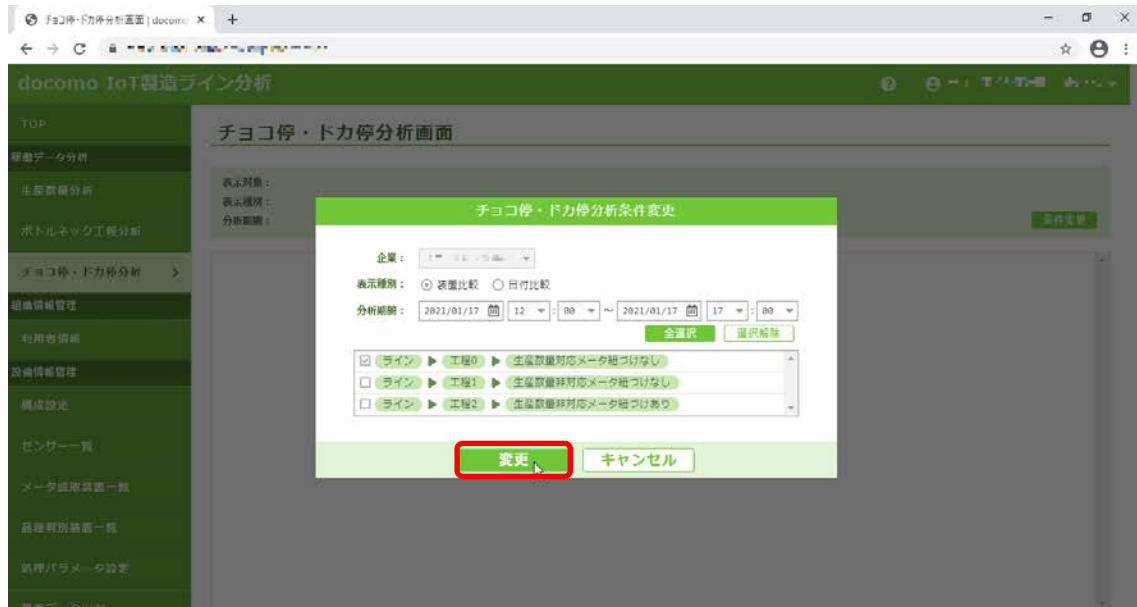 チョコ停・ドカ停分析画面 | docomo
docomo IoT製造ライン分析
TOP
チョコ停・ドカ停分析画面
稼働データ分析
生産数量分析
表示対象：
表示種別：
分析期間：
条件変更
ボトルネック工程分析
チョコ停・ドカ停分析
組織情報管理
利用者情報
設備情報管理
構成設定
センサー一覧
メータ読取装置一覧
品種判別装置一覧
処理パラメータ設定
チョコ停・ドカ停分析条件変更
企業：
表示種別： 装置比較 日付比較
分析期間： 2021/01/17 12 : 00 ～ 2021/01/17 17 : 00
全選択 選択解除
ライン ▶ 工程0 ▶ 生産数量対応メータ紐づけなし
ライン ▶ 工程1 ▶ 生産数量非対応メータ紐づけなし
ライン ▶ 工程2 ▶ 生産数量非対応メータ紐づけあり
変更 キャンセル